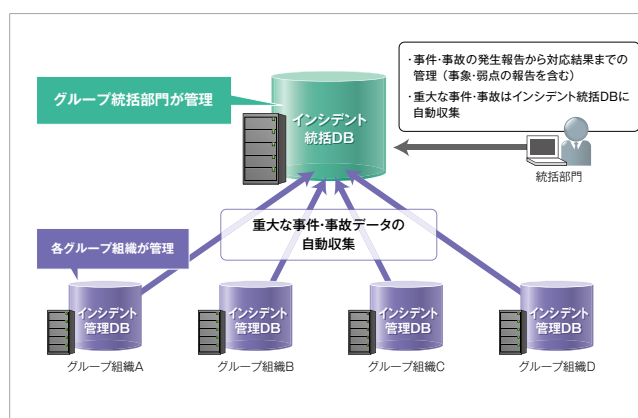 ・事件・事故の発生報告から対応結果までの
管理（事象・弱点の報告を含む）
・重大な事件・事故はインシデント統括DBに
自動収集
グループ統括部門が管理
インシデント
統括DB
統括部門
重大な事件・事故データの
自動収集
各グループ組織が管理
インシデント
管理DB
インシデント
管理DB
インシデント
管理DB
インシデント
管理DB
グループ組織A
グループ組織B
グループ組織C
グループ組織D